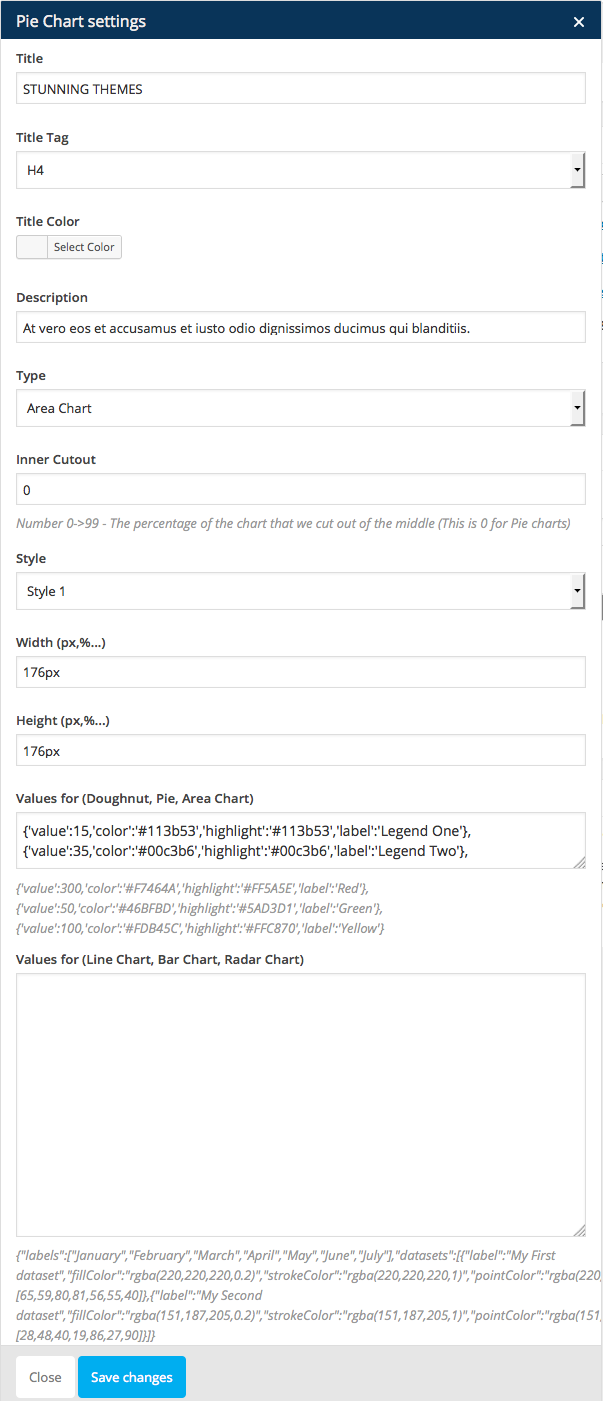 Pie Chart settings ×
Title
STUNNING THEMES
Title Tag
H4
Title Color
Select Color
Description
At vero eos et accusamus et iusto odio dignissimos ducimus qui blanditiis.
Type
Area Chart
Inner Cutout
0
Number 0->99 - The percentage of the chart that we cut out of the middle (This is 0 for Pie charts)
Style
Style 1
Width (px,%...)
176px
Height (px,%...)
176px
Values for (Doughnut, Pie, Area Chart)
{'value':15,'color':'#113b53','highlight':'#113b53','label':'Legend One'},
{'value':35,'color':'#00c3b6','highlight':'#00c3b6','label':'Legend Two'},
{'value':300,'color':'#F7464A','highlight':'#FF5A5E','label':'Red'},
{'value':50,'color':'#46BFBD','highlight':'#5AD3D1','label':'Green'},
{'value':100,'color':'#FDB45C','highlight':'#FFC870','label':'Yellow'}
Values for (Line Chart, Bar Chart, Radar Chart)
{"labels":["January","February","March","April","May","June","July"],"datasets":[{"label":"My First
dataset","fillColor":"rgba(220,220,220,0.2)","strokeColor":"rgba(220,220,220,1)","pointColor":"rgba(220,
[65,59,80,81,56,55,40]},{"label":"My Second
dataset","fillColor":"rgba(151,187,205,0.2)","strokeColor":"rgba(151,187,205,1)","pointColor":"rgba(151,
[28,48,40,19,86,27,90]}]}
Close Save changes